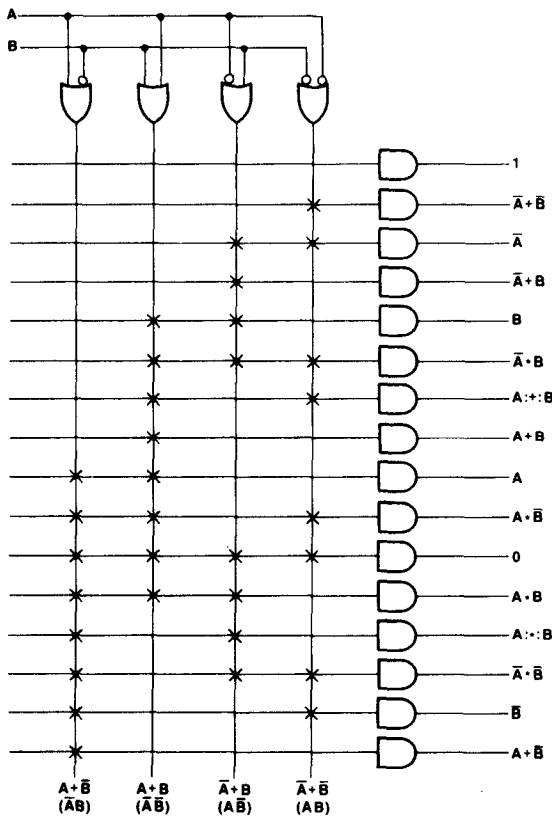 A
B
1
A̅+B̅
A̅
A̅+B
B
A̅•B
A:+:B
A+B
A
A•B̅
0
A•B
A:•:B
A̅•B̅
B̅
A+B̅
A+B̅ A+B A̅+B A̅+B̅
(A̅B) (A̅B̅) (AB̅) (AB)